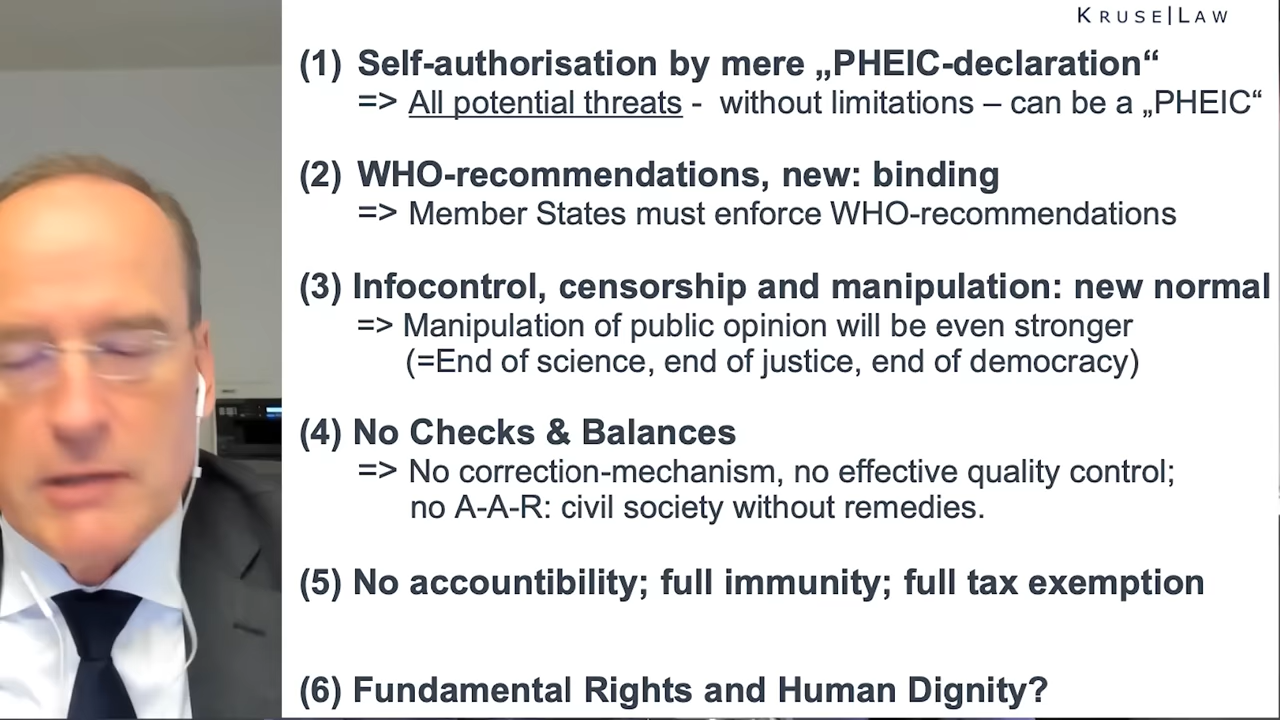 KRUSE|LAW
(1) Self-authorisation by mere „PHEIC-declaration“
=> All potential threats - without limitations – can be a „PHEIC“
(2) WHO-recommendations, new: binding
=> Member States must enforce WHO-recommendations
(3) Infocontrol, censorship and manipulation: new normal
=> Manipulation of public opinion will be even stronger
(=End of science, end of justice, end of democracy)
(4) No Checks & Balances
=> No correction-mechanism, no effective quality control;
no A-A-R: civil society without remedies.
(5) No accountibility; full immunity; full tax exemption
(6) Fundamental Rights and Human Dignity?